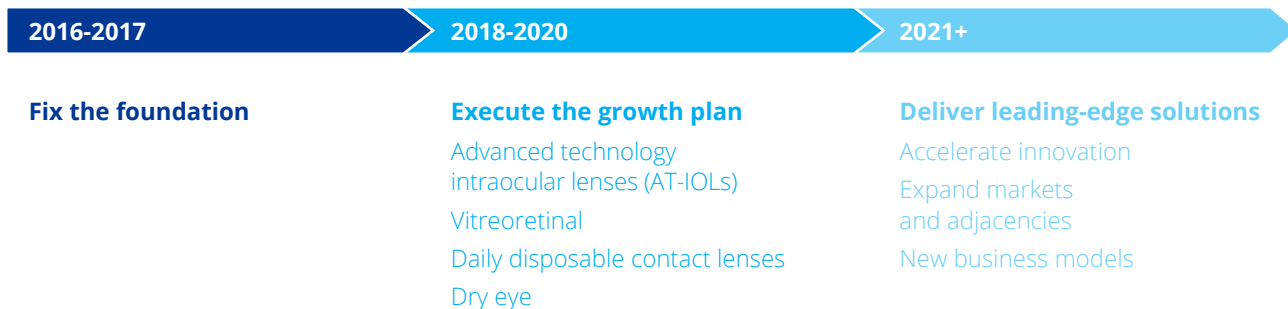 2016-2017
2018-2020
2021+
Fix the foundation
Execute the growth plan
Advanced technology
intraocular lenses (AT-IOLs)
Vitreoretinal
Daily disposable contact lenses
Dry eye
Deliver leading-edge solutions
Accelerate innovation
Expand markets
and adjacencies
New business models